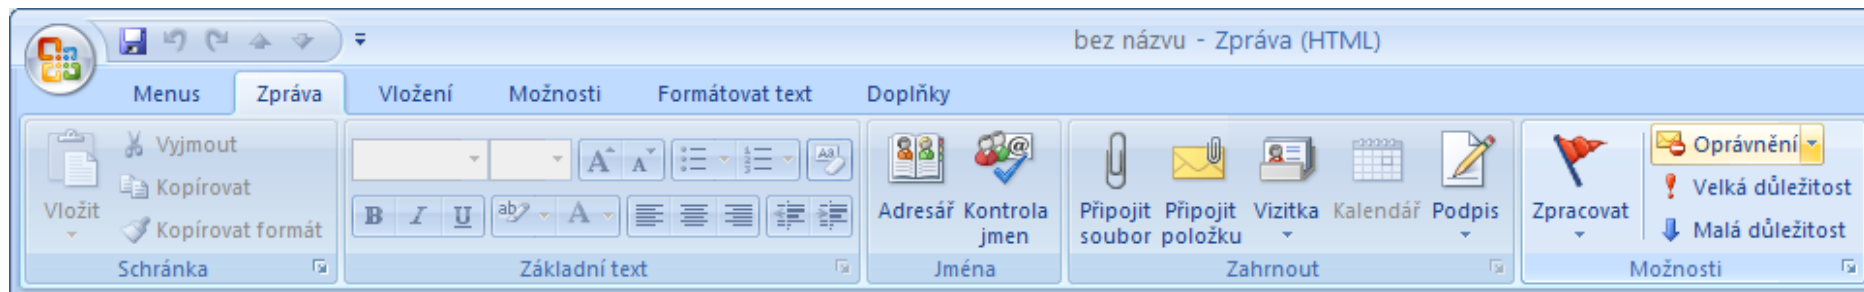 bez názvu - Zpráva (HTML)
Menus Zpráva Vložení Možnosti Formátovat text Doplňky
Vložit
Vyjmout
Kopírovat
Kopírovat formát
Schránka
B I U
Základní text
Adresář
Kontrola
jmen
Jména
Připojit
soubor
Připojit
položku
Vizitka
Kalendář
Podpis
Zahrnout
Zpracovat
Oprávnění
Velká důležitost
Malá důležitost
Možnosti